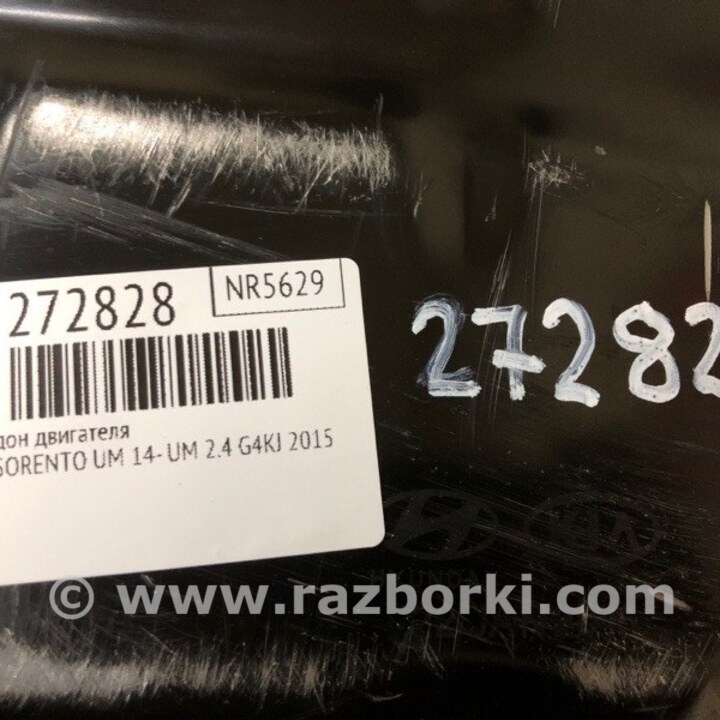 272828
NR5629
дон двигателя
SORENTO UM 14- UM 2.4 G4KJ 2015
27282
© www.razborki.com